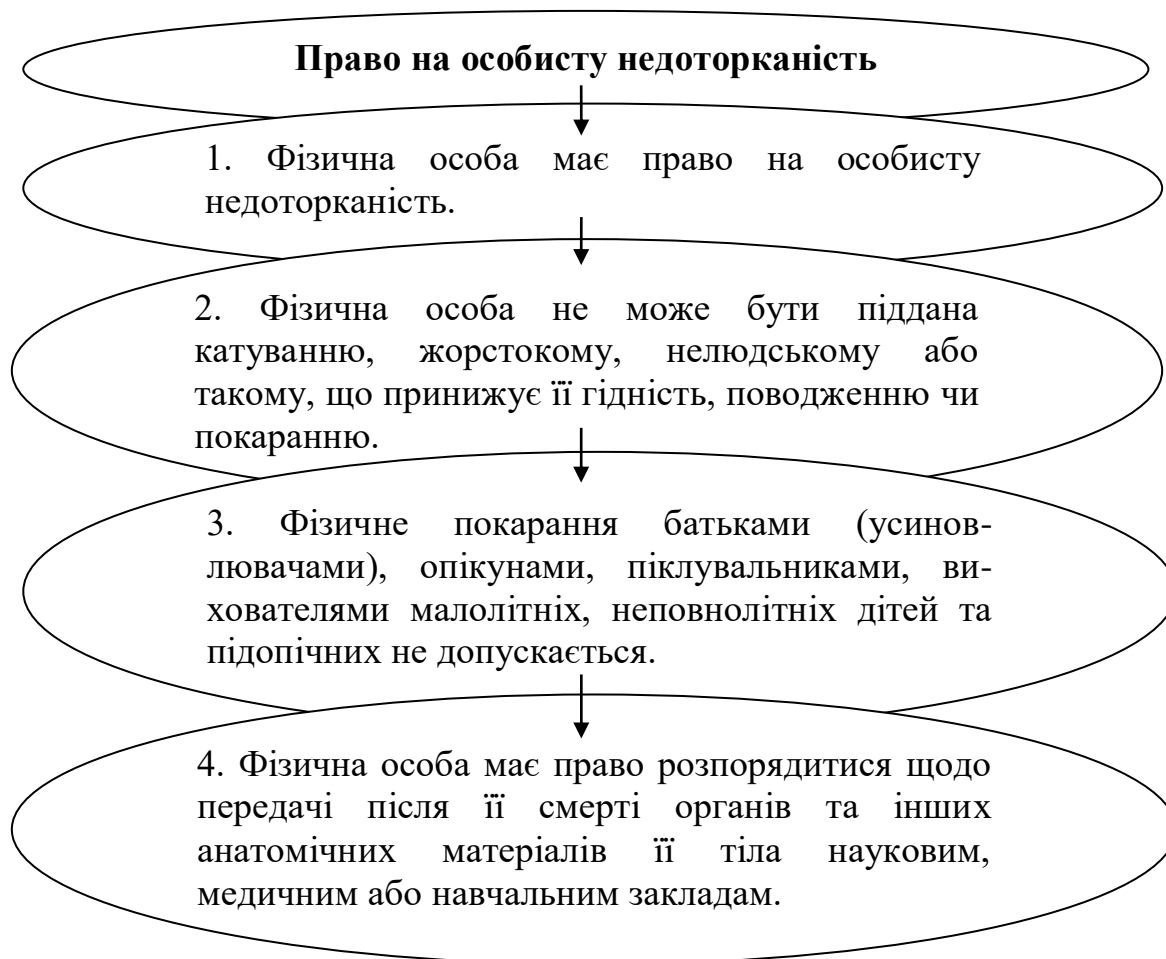 Право на особисту недоторканість
1. Фізична особа має право на особисту
недоторканість.
2. Фізична особа не може бути піддана
катуванню, жорстокому, нелюдському або
такому, що принижує її гідність, поводженню чи
покаранню.
3. Фізичне покарання батьками (усинов-
лювачами), опікунами, піклувальниками, ви-
хователями малолітніх, неповнолітніх дітей та
підопічних не допускається.
4. Фізична особа має право розпорядитися щодо
передачі після її смерті органів та інших
анатомічних матеріалів її тіла науковим,
медичним або навчальним закладам.